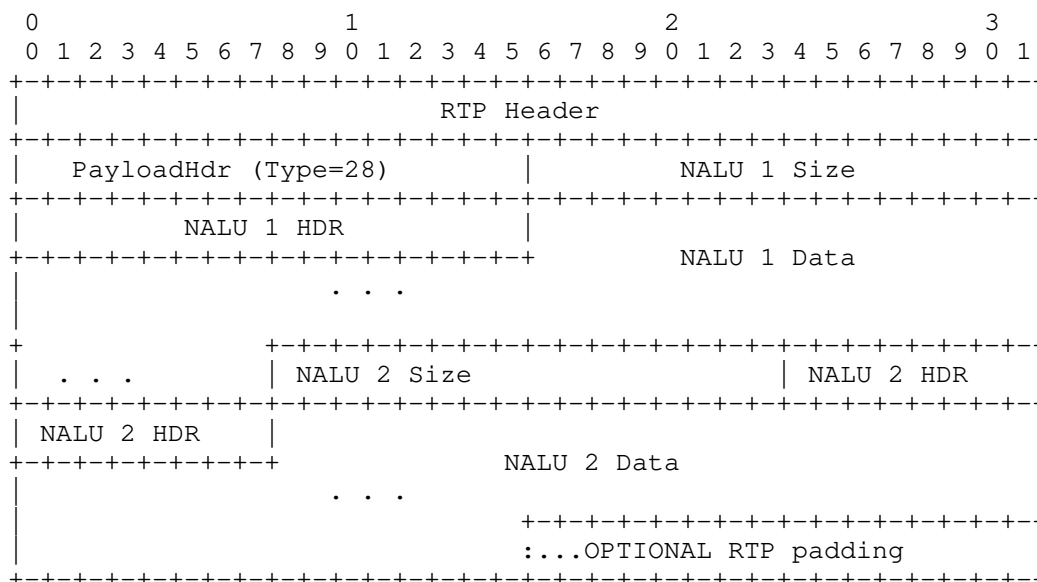 0                   1                   2                   3
 0 1 2 3 4 5 6 7 8 9 0 1 2 3 4 5 6 7 8 9 0 1 2 3 4 5 6 7 8 9 0 1
+-+-+-+-+-+-+-+-+-+-+-+-+-+-+-+-+-+-+-+-+-+-+-+-+-+-+-+-+-+-+-+-
|                          RTP Header
+-+-+-+-+-+-+-+-+-+-+-+-+-+-+-+-+-+-+-+-+-+-+-+-+-+-+-+-+-+-+-+-
|   PayloadHdr (Type=28)        |         NALU 1 Size
+-+-+-+-+-+-+-+-+-+-+-+-+-+-+-+-+-+-+-+-+-+-+-+-+-+-+-+-+-+-+-+-
|          NALU 1 HDR           |
+-+-+-+-+-+-+-+-+-+-+-+-+-+-+-+-+         NALU 1 Data
|                   . . .
|
+               +-+-+-+-+-+-+-+-+-+-+-+-+-+-+-+-+-+-+-+-+-+-+-+-+-
|  . . .        | NALU 2 Size                   | NALU 2 HDR
+-+-+-+-+-+-+-+-+-+-+-+-+-+-+-+-+-+-+-+-+-+-+-+-+-+-+-+-+-+-+-+-
| NALU 2 HDR    |
+-+-+-+-+-+-+-+-+              NALU 2 Data
|                   . . .
|                               +-+-+-+-+-+-+-+-+-+-+-+-+-+-+-+-+-
|                               :...OPTIONAL RTP padding
+-+-+-+-+-+-+-+-+-+-+-+-+-+-+-+-+-+-+-+-+-+-+-+-+-+-+-+-+-+-+-+-